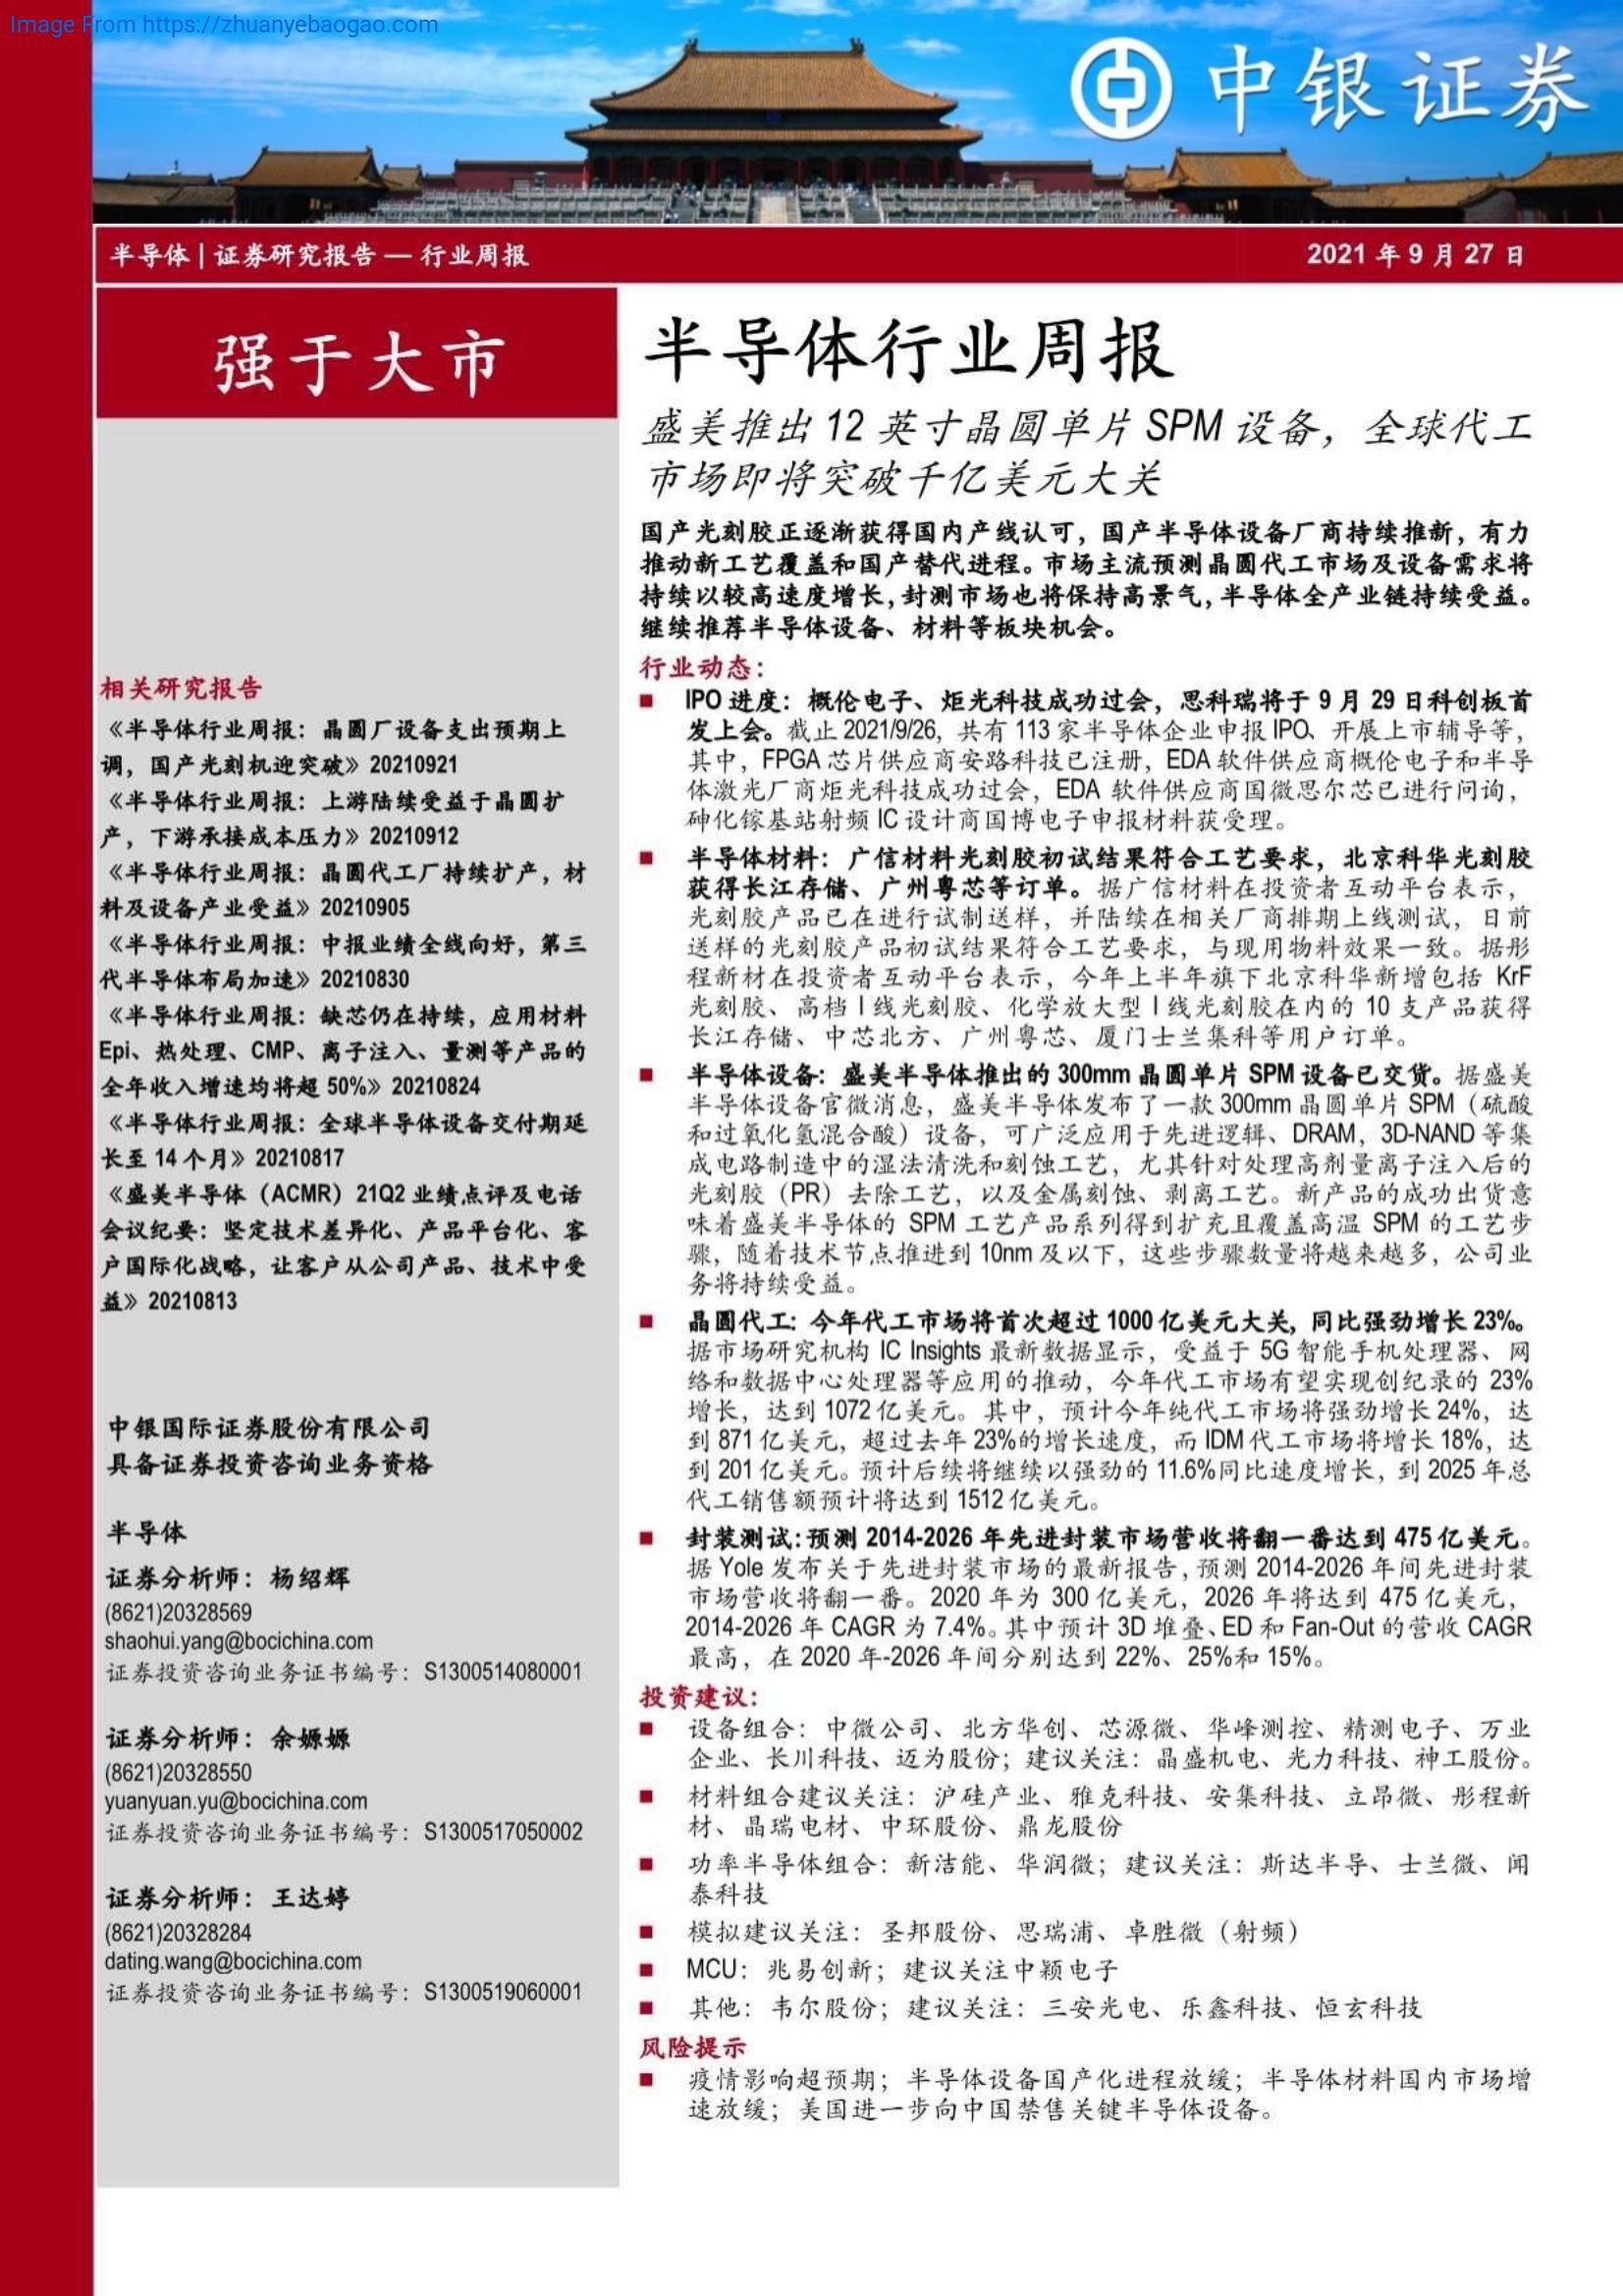 Image From https://zhuanyebaogao.com
中银证券
半导体 | 证券研究报告 — 行业周报
2021 年 9 月 27 日
强于大市
相关研究报告
《半导体行业周报：晶圆厂设备支出预期上
调，国产光刻机迎突破》20210921
《半导体行业周报：上游陆续受益于晶圆扩
产，下游承接成本压力》20210912
《半导体行业周报：晶圆代工厂持续扩产，材
料及设备产业受益》20210905
《半导体行业周报：中报业绩全线向好，第三
代半导体布局加速》20210830
《半导体行业周报：缺芯仍在持续，应用材料
Epi、热处理、CMP、离子注入、量测等产品的
全年收入增速均将超 50%》20210824
《半导体行业周报：全球半导体设备交付期延
长至 14 个月》20210817
《盛美半导体（ACMR）21Q2 业绩点评及电话
会议纪要：坚定技术差异化、产品平台化、客
户国际化战略，让客户从公司产品、技术中受
益》20210813
中银国际证券股份有限公司
具备证券投资咨询业务资格
半导体
证券分析师：杨绍辉
(8621)20328569
shaohui.yang@bocichina.com
证券投资咨询业务证书编号：S1300514080001
证券分析师：余嫄嫄
(8621)20328550
yuanyuan.yu@bocichina.com
证券投资咨询业务证书编号：S1300517050002
证券分析师：王达婷
(8621)20328284
dating.wang@bocichina.com
证券投资咨询业务证书编号：S1300519060001
半导体行业周报
盛美推出 12 英寸晶圆单片 SPM 设备，全球代工
市场即将突破千亿美元大关
国产光刻胶正逐渐获得国内产线认可，国产半导体设备厂商持续推新，有力
推动新工艺覆盖和国产替代进程。市场主流预测晶圆代工市场及设备需求将
持续以较高速度增长，封测市场也将保持高景气，半导体全产业链持续受益。
继续推荐半导体设备、材料等板块机会。
行业动态：
■ IPO 进度：概伦电子、炬光科技成功过会，思科瑞将于 9 月 29 日科创板首
发上会。截止 2021/9/26，共有 113 家半导体企业申报 IPO、开展上市辅导等，
其中，FPGA 芯片供应商安路科技已注册，EDA 软件供应商概伦电子和半导
体激光厂商炬光科技成功过会，EDA 软件供应商国微思尔芯已进行问询，
砷化镓基站射频 IC 设计商国博电子申报材料获受理。
■ 半导体材料：广信材料光刻胶初试结果符合工艺要求，北京科华光刻胶
获得长江存储、广州粤芯等订单。据广信材料在投资者互动平台表示，
光刻胶产品已在进行试制送样，并陆续在相关厂商排期上线测试，日前
送样的光刻胶产品初试结果符合工艺要求，与现用物料效果一致。据彤
程新材在投资者互动平台表示，今年上半年旗下北京科华新增包括 KrF
光刻胶、高档 I 线光刻胶、化学放大型 I 线光刻胶在内的 10 支产品获得
长江存储、中芯北方、广州粤芯、厦门士兰集科等用户订单。
■ 半导体设备：盛美半导体推出的 300mm 晶圆单片 SPM 设备已交货。据盛美
半导体设备官微消息，盛美半导体发布了一款 300mm 晶圆单片 SPM（硫酸
和过氧化氢混合酸）设备，可广泛应用于先进逻辑、DRAM，3D-NAND 等集
成电路制造中的湿法清洗和刻蚀工艺，尤其针对处理高剂量离子注入后的
光刻胶（PR）去除工艺，以及金属刻蚀、剥离工艺。新产品的成功出货意
味着盛美半导体的 SPM 工艺产品系列得到扩充且覆盖高温 SPM 的工艺步
骤，随着技术节点推进到 10nm 及以下，这些步骤数量将越来越多，公司业
务将持续受益。
■ 晶圆代工：今年代工市场将首次超过 1000 亿美元大关，同比强劲增长 23%。
据市场研究机构 IC Insights 最新数据显示，受益于 5G 智能手机处理器、网
络和数据中心处理器等应用的推动，今年代工市场有望实现创纪录的 23%
增长，达到 1072 亿美元。其中，预计今年纯代工市场将强劲增长 24%，达
到 871 亿美元，超过去年 23%的增长速度，而 IDM 代工市场将增长 18%，达
到 201 亿美元。预计后续将继续以强劲的 11.6%同比速度增长，到 2025 年总
代工销售额预计将达到 1512 亿美元。
■ 封装测试：预测 2014-2026 年先进封装市场营收将翻一番达到 475 亿美元。
据 Yole 发布关于先进封装市场的最新报告，预测 2014-2026 年间先进封装
市场营收将翻一番。2020 年为 300 亿美元，2026 年将达到 475 亿美元，
2014-2026 年 CAGR 为 7.4%。其中预计 3D 堆叠、ED 和 Fan-Out 的营收 CAGR
最高，在 2020 年-2026 年间分别达到 22%、25%和 15%。
投资建议：
■ 设备组合：中微公司、北方华创、芯源微、华峰测控、精测电子、万业
企业、长川科技、迈为股份；建议关注：晶盛机电、光力科技、神工股份。
■ 材料组合建议关注：沪硅产业、雅克科技、安集科技、立昂微、彤程新
材、晶瑞电材、中环股份、鼎龙股份
■ 功率半导体组合：新洁能、华润微；建议关注：斯达半导、士兰微、闻
泰科技
■ 模拟建议关注：圣邦股份、思瑞浦、卓胜微（射频）
■ MCU：兆易创新；建议关注中颖电子
■ 其他：韦尔股份；建议关注：三安光电、乐鑫科技、恒玄科技
风险提示
■ 疫情影响超预期；半导体设备国产化进程放缓；半导体材料国内市场增
速放缓；美国进一步向中国禁售关键半导体设备。